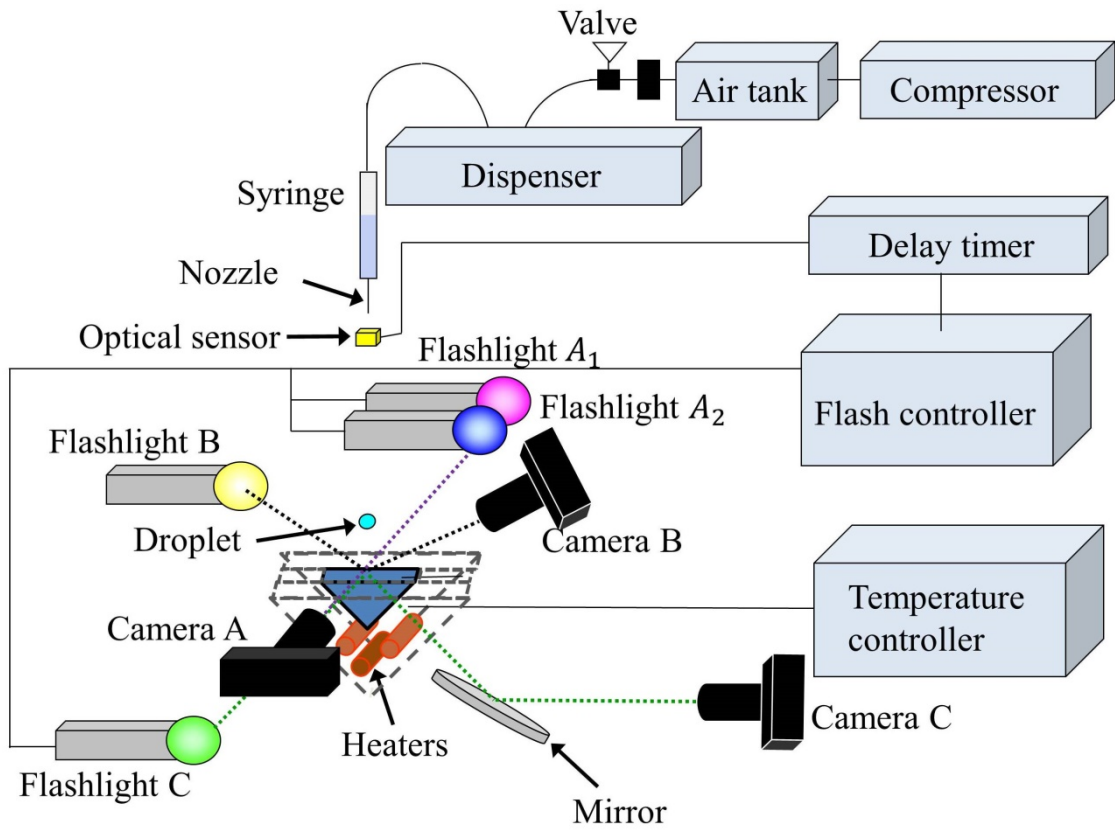 Valve
Air tank
Compressor
Dispenser
Syringe
Delay timer
Nozzle
Optical sensor
Flashlight A₁
Flashlight A₂
Flash controller
Flashlight B
Droplet
Camera B
Temperature
controller
Camera A
Camera C
Heaters
Flashlight C
Mirror